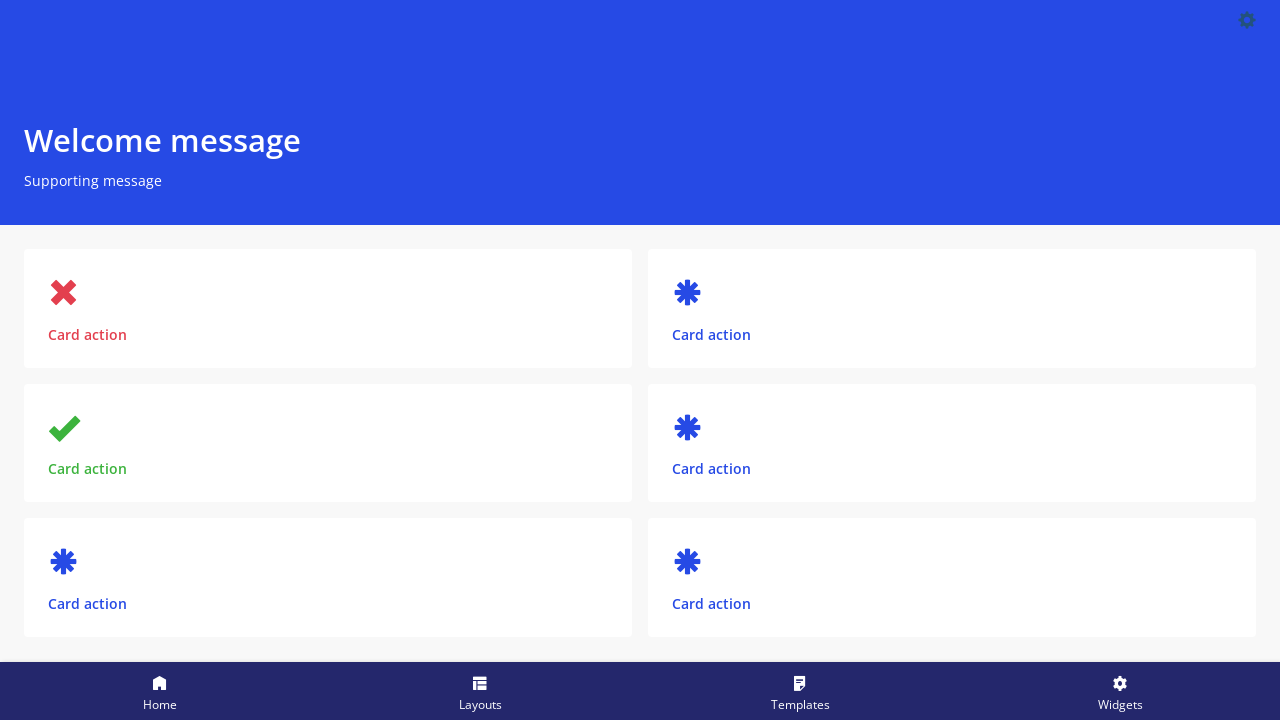 Welcome message
Supporting message
Card action
Card action
Card action
Card action
Card action
Card action
Home
Layouts
Templates
Widgets